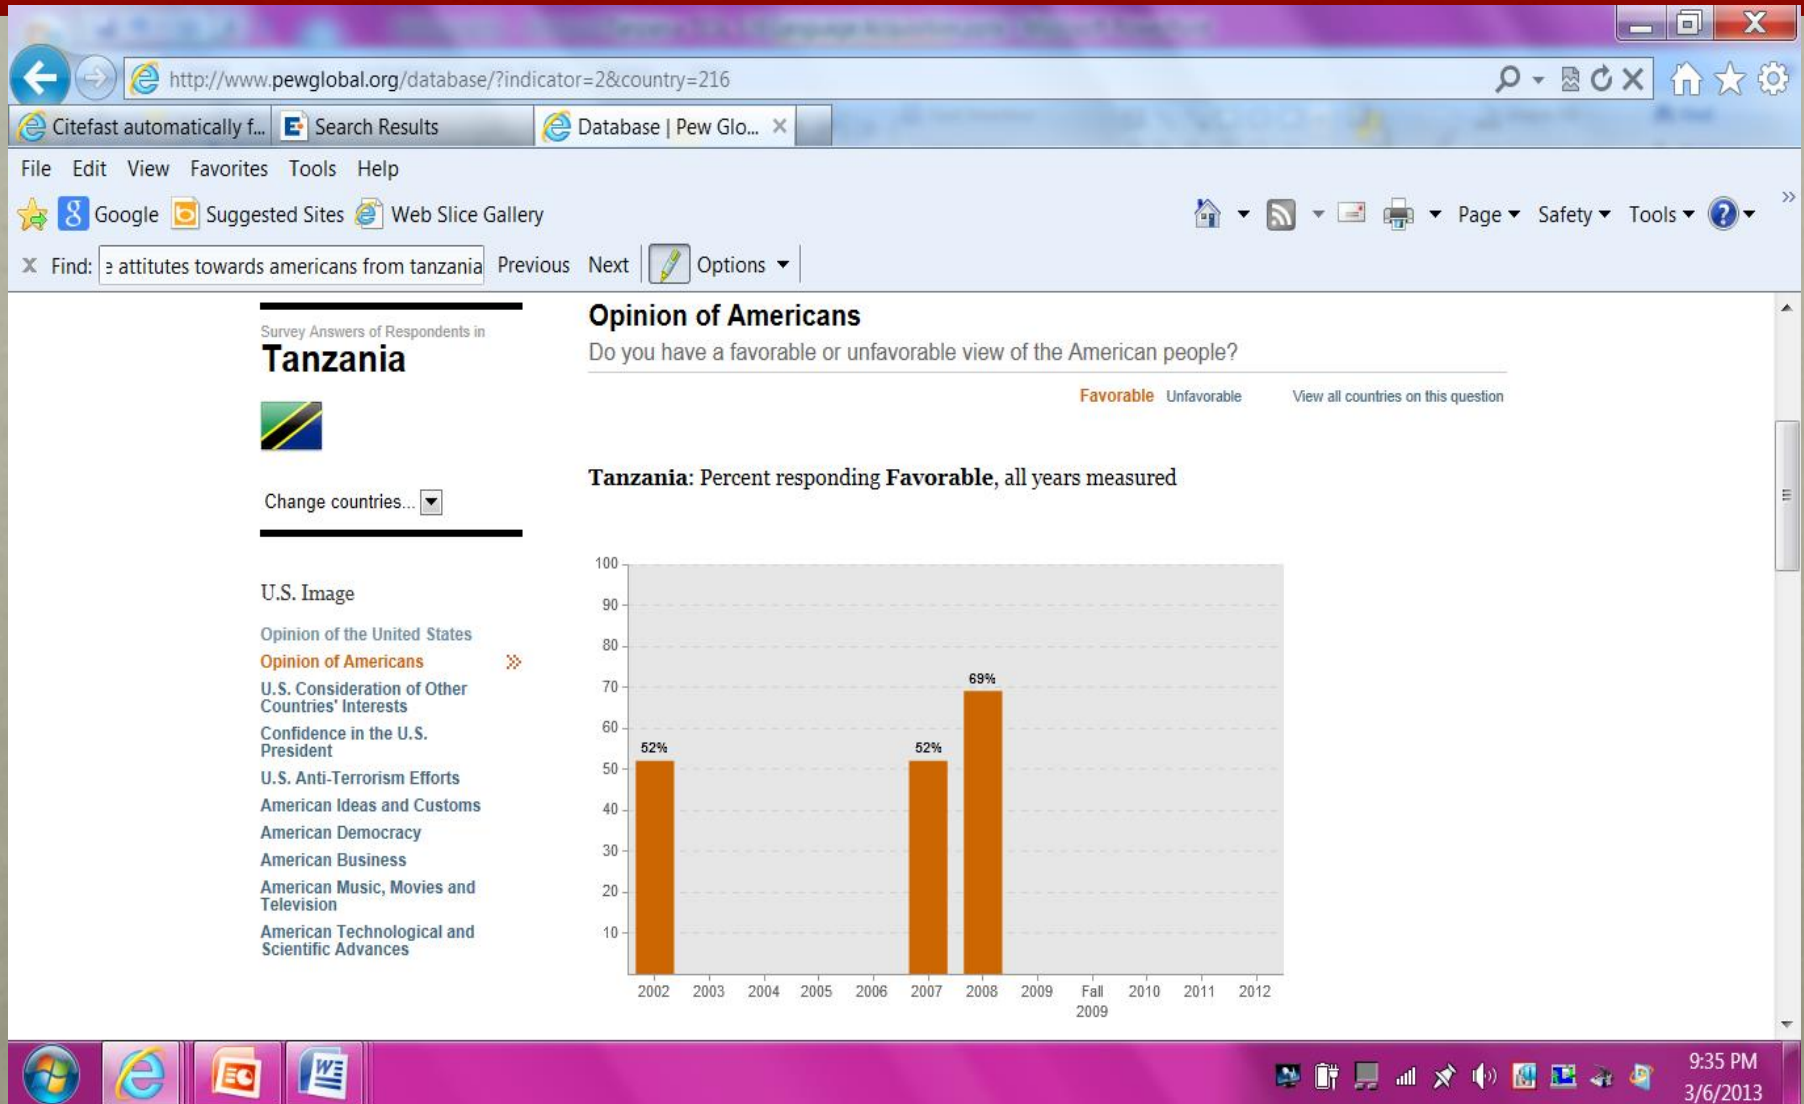 http://www.pewglobal.org/database/?indicator=2&country=216
Citefast automatically f... Search Results Database | Pew Glo...
File Edit View Favorites Tools Help
Google Suggested Sites Web Slice Gallery Page Safety Tools
X Find: e attitutes towards americans from tanzania Previous Next Options
Survey Answers of Respondents in
Tanzania
Change countries...
U.S. Image
Opinion of the United States
Opinion of Americans
U.S. Consideration of Other
Countries' Interests
Confidence in the U.S.
President
U.S. Anti-Terrorism Efforts
American Ideas and Customs
American Democracy
American Business
American Music, Movies and
Television
American Technological and
Scientific Advances
Opinion of Americans
Do you have a favorable or unfavorable view of the American people?
Favorable Unfavorable View all countries on this question
Tanzania: Percent responding Favorable, all years measured
100
90
80
70
60
50
40
30
20
10
52%
52%
69%
2002 2003 2004 2005 2006 2007 2008 2009 Fall 2010 2011 2012
2009
9:35 PM
3/6/2013